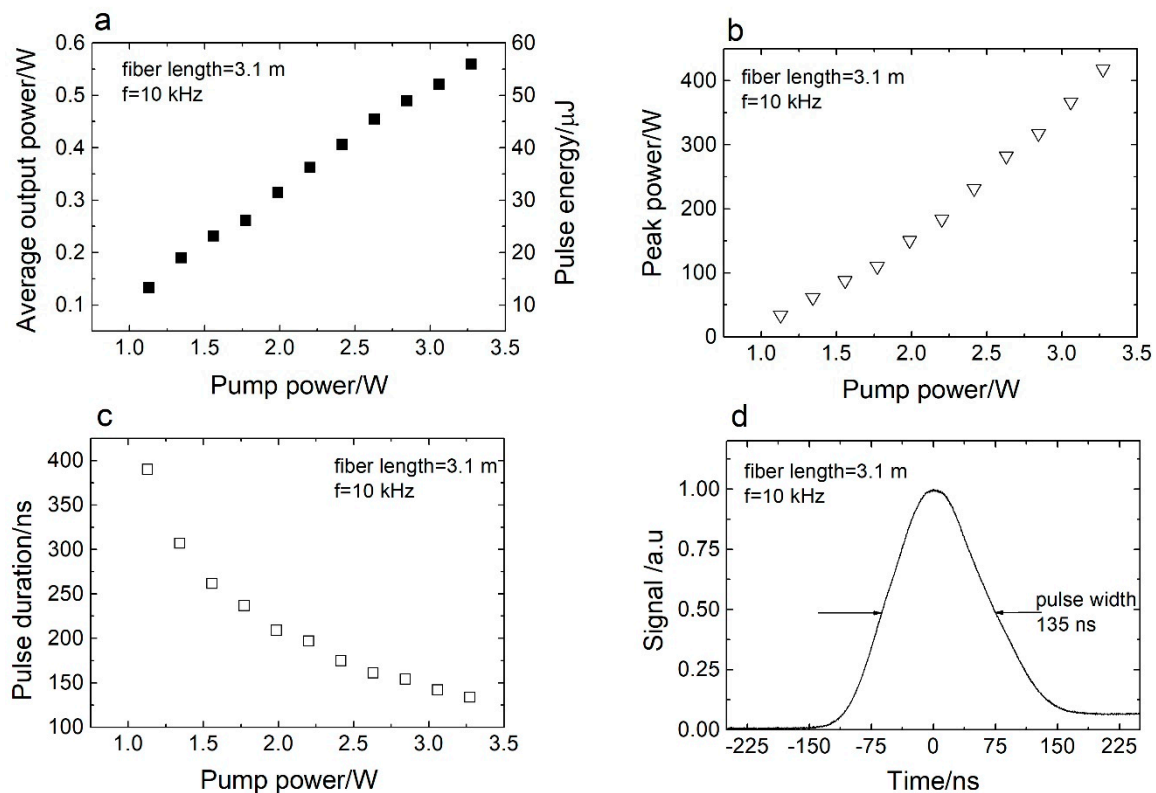 a
0.6
0.5
0.4
0.3
0.2
0.1
60
50
40
30
20
10
fiber length=3.1 m
f=10 kHz
Average output power/W
Pulse energy/μJ
1.0 1.5 2.0 2.5 3.0 3.5
Pump power/W
b
400
300
200
100
0
fiber length=3.1 m
f=10 kHz
Peak power/W
1.0 1.5 2.0 2.5 3.0 3.5
Pump power/W
c
400
350
300
250
200
150
100
fiber length=3.1 m
f=10 kHz
Pulse duration/ns
1.0 1.5 2.0 2.5 3.0 3.5
Pump power/W
d
1.00
0.75
0.50
0.25
0.00
fiber length=3.1 m
f=10 kHz
Signal /a.u
pulse width
135 ns
-225 -150 -75 0 75 150 225
Time/ns